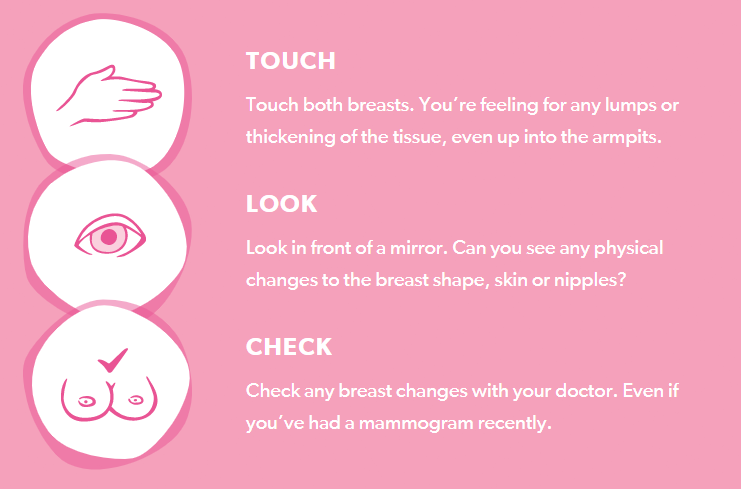 TOUCH
Touch both breasts. You’re feeling for any lumps or
thickening of the tissue, even up into the armpits.
LOOK
Look in front of a mirror. Can you see any physical
changes to the breast shape, skin or nipples?
CHECK
Check any breast changes with your doctor. Even if
you’ve had a mammogram recently.